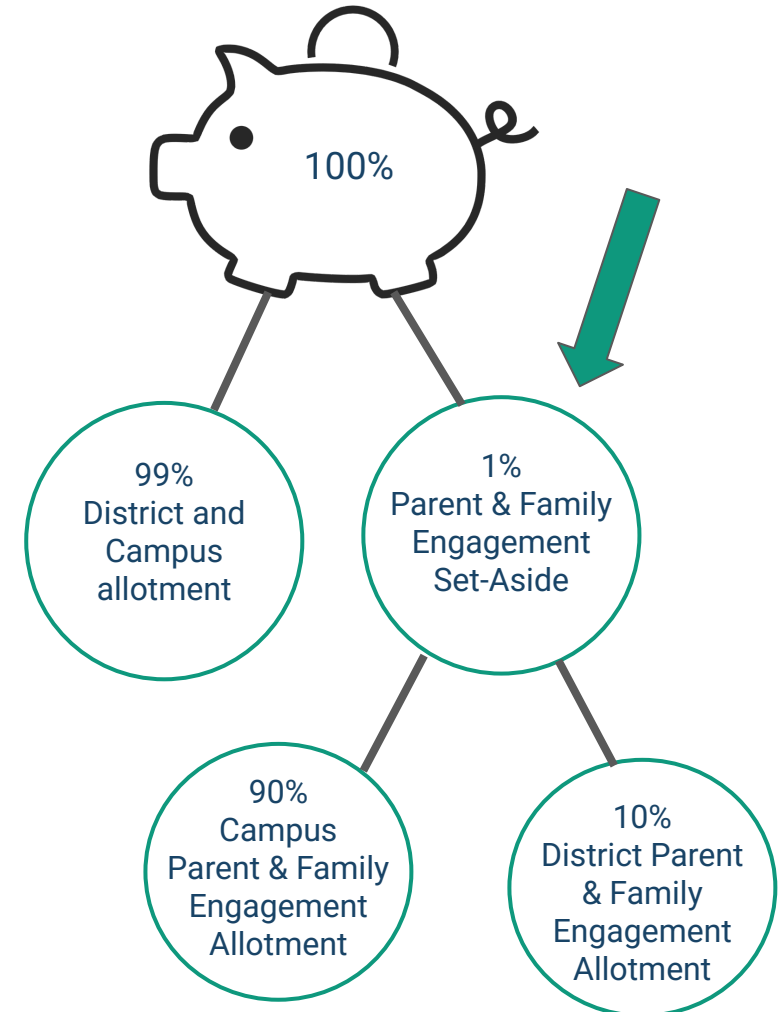 100%
99%
District and
Campus
allotment
1%
Parent & Family
Engagement
Set-Aside
90%
Campus
Parent & Family
Engagement
Allotment
10%
District Parent
& Family
Engagement
Allotment